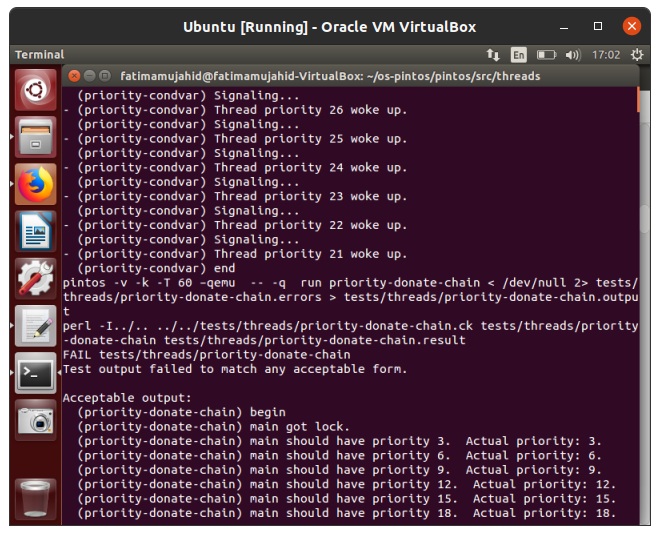 Ubuntu [Running] - Oracle VM VirtualBox
Terminal
En
17:02
fatimamujahid@fatimamujahid-VirtualBox: ~/os-pintos/pintos/src/threads
(priority-condvar) Signaling...
- (priority-condvar) Thread priority 26 woke up.
(priority-condvar) Signaling...
- (priority-condvar) Thread priority 25 woke up.
(priority-condvar) Signaling...
- (priority-condvar) Thread priority 24 woke up.
(priority-condvar) Signaling...
- (priority-condvar) Thread priority 23 woke up.
(priority-condvar) Signaling...
- (priority-condvar) Thread priority 22 woke up.
(priority-condvar) Signaling...
- (priority-condvar) Thread priority 21 woke up.
(priority-condvar) end
pintos -v -k -T 60 –qemu  -- -q  run priority-donate-chain < /dev/null 2> tests/
threads/priority-donate-chain.errors > tests/threads/priority-donate-chain.outpu
t
perl -I../.. ../../tests/threads/priority-donate-chain.ck tests/threads/priority
-donate-chain tests/threads/priority-donate-chain.result
FAIL tests/threads/priority-donate-chain
Test output failed to match any acceptable form.
Acceptable output:
(priority-donate-chain) begin
(priority-donate-chain) main got lock.
(priority-donate-chain) main should have priority 3.  Actual priority: 3.
(priority-donate-chain) main should have priority 6.  Actual priority: 6.
(priority-donate-chain) main should have priority 9.  Actual priority: 9.
(priority-donate-chain) main should have priority 12.  Actual priority: 12.
(priority-donate-chain) main should have priority 15.  Actual priority: 15.
(priority-donate-chain) main should have priority 18.  Actual priority: 18.